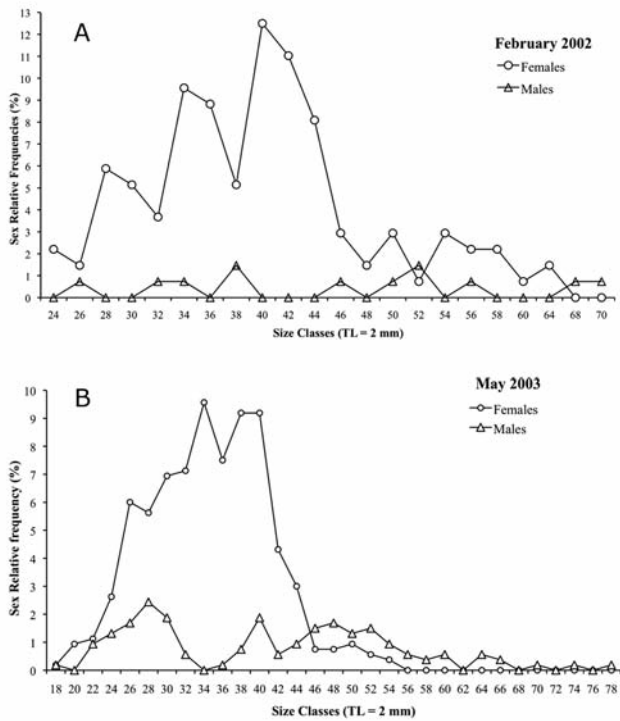 A
February 2002
Females
Males
Sex Relative Frequencies (%)
13
12
11
10
9
8
7
6
5
4
3
2
1
0
24 26 28 30 32 34 36 38 40 42 44 46 48 50 52 54 56 58 60 64 68 70
Size Classes (TL = 2 mm)
B
May 2003
Females
Males
Sex Relative frequency (%)
10
9
8
7
6
5
4
3
2
1
0
18 20 22 24 26 28 30 32 34 36 38 40 42 44 46 48 50 52 54 56 58 60 62 64 66 68 70 72 74 76 78
Size Classes (TL = 2 mm)